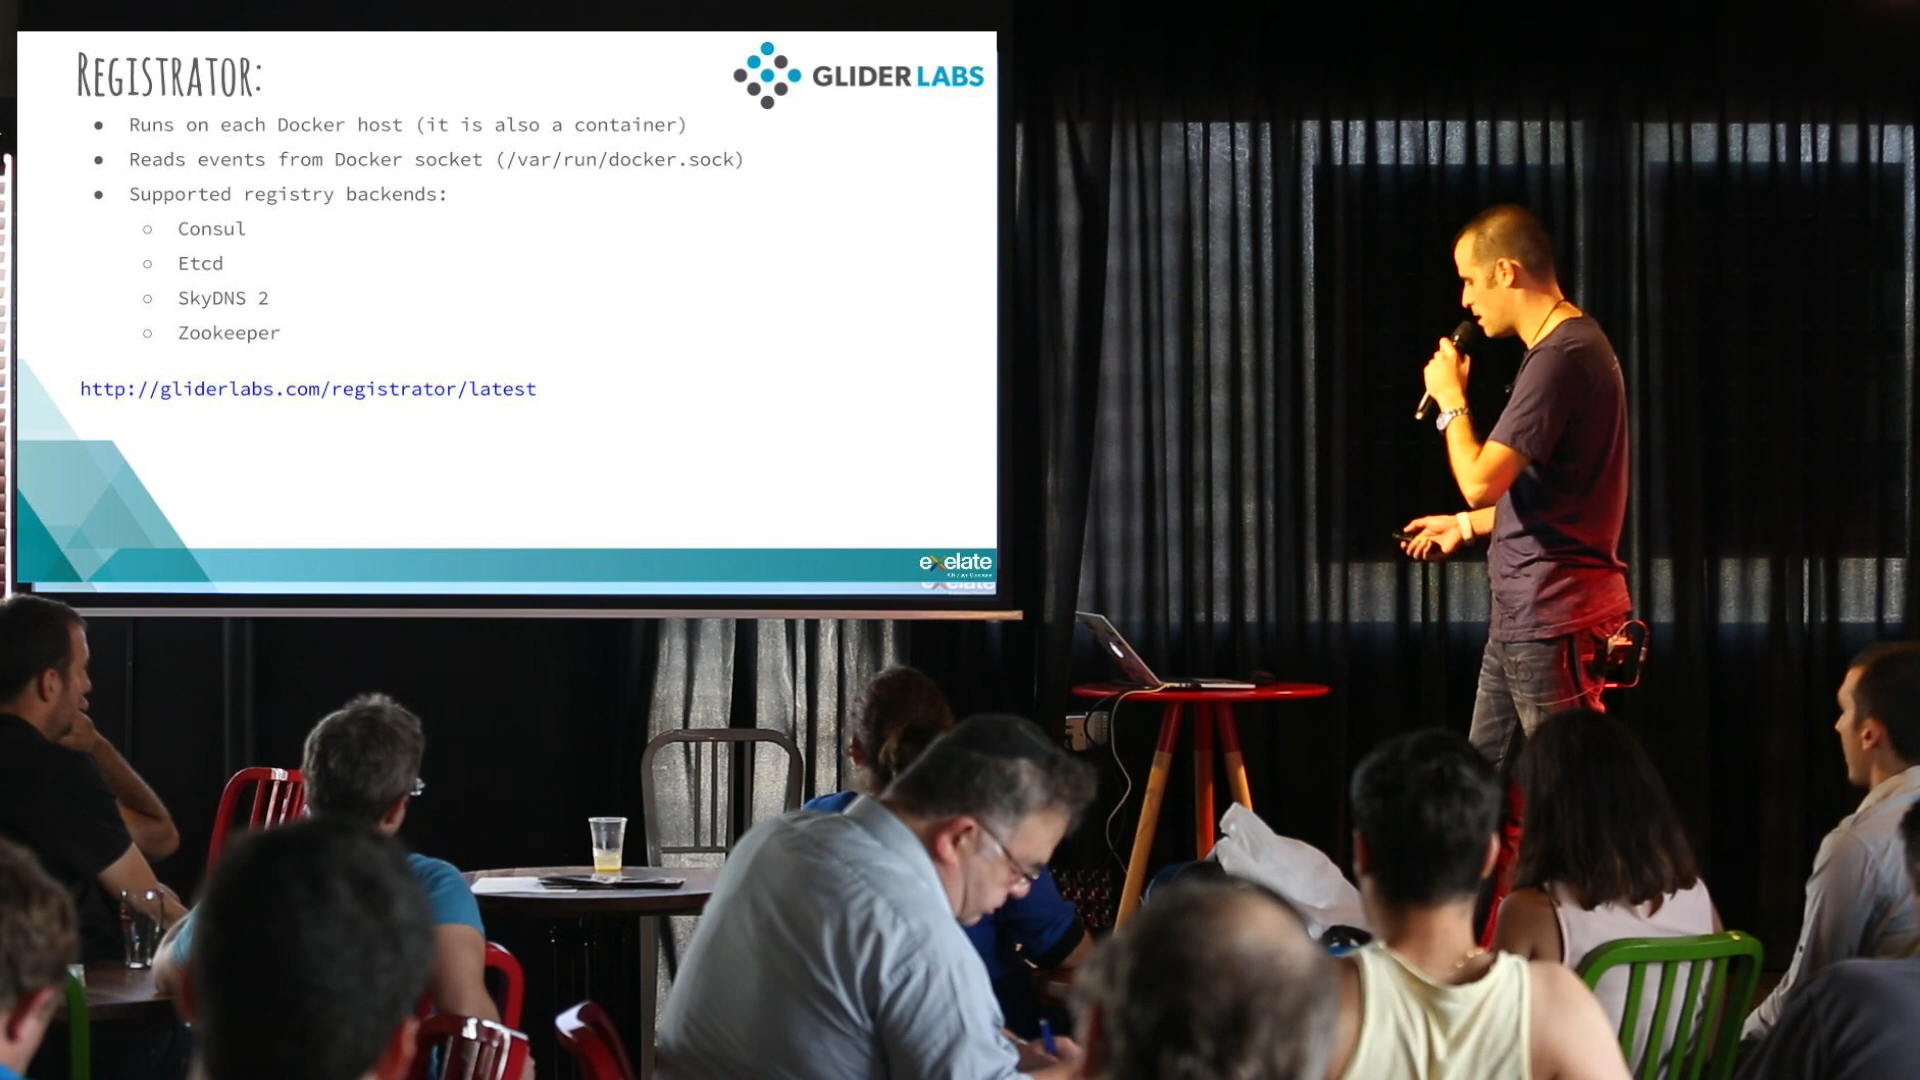 REGISTRATOR:
GLIDER LABS
● Runs on each Docker host (it is also a container)
● Reads events from Docker socket (/var/run/docker.sock)
● Supported registry backends:
○ Consul
○ Etcd
○ SkyDNS 2
○ Zookeeper
http://gliderlabs.com/registrator/latest
exelate
exelate